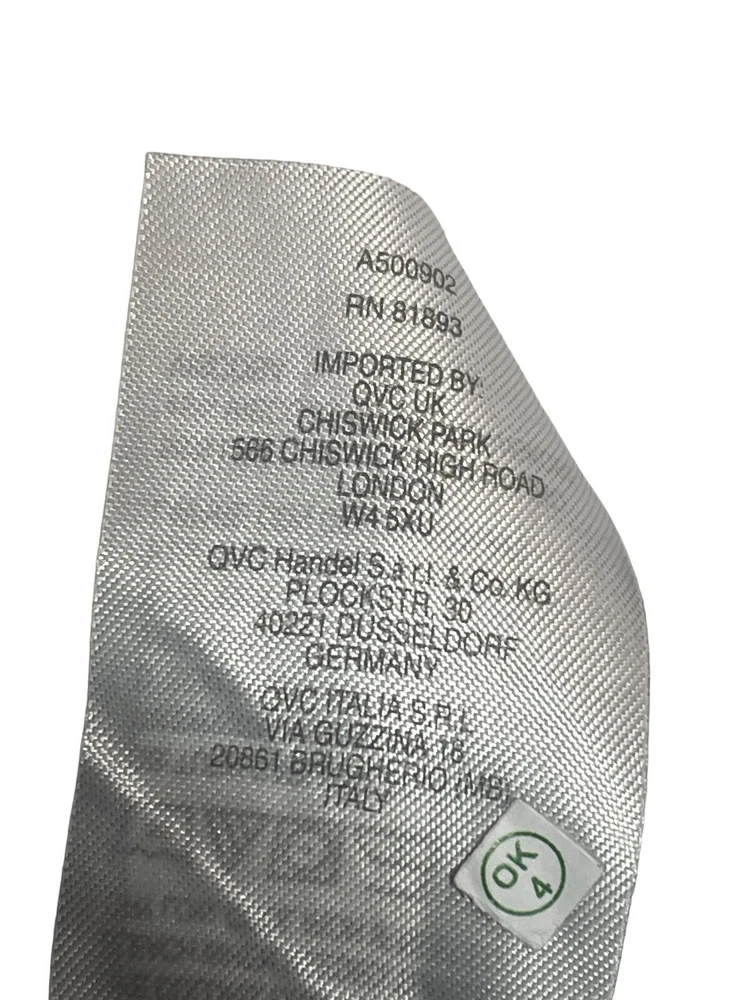 A500902
RN 81893
IMPORTED BY
QVC UK
CHISWICK PARK
566 CHISWICK HIGH ROAD
LONDON
W4 5XU
QVC Handel S.a r.l. & Co. KG
PLOCKSTR. 30
40221 DUSSELDORF
GERMANY
QVC ITALIA S.R.L.
VIA GUZZINA 18
20861 BRUGHERIO (MB)
ITALY
OK
4